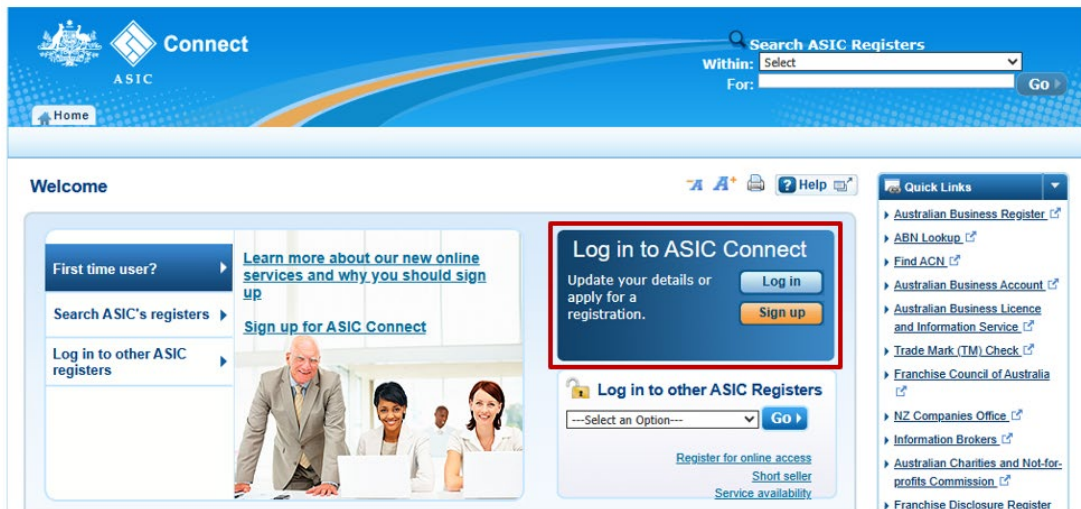 Connect
ASIC
Search ASIC Registers
Within: Select
For:
Go
Home
Welcome
-A A+ Help
First time user?
Search ASIC's registers
Log in to other ASIC
registers
Learn more about our new online
services and why you should sign
up
Sign up for ASIC Connect
Log in to ASIC Connect
Update your details or
apply for a
registration.
Log in
Sign up
Log in to other ASIC Registers
---Select an Option---
Go
Register for online access
Short seller
Service availability
Quick Links
Australian Business Register
ABN Lookup
Find ACN
Australian Business Account
Australian Business Licence
and Information Service
Trade Mark (TM) Check
Franchise Council of Australia
NZ Companies Office
Information Brokers
Australian Charities and Not-for-
profits Commission
Franchise Disclosure Register